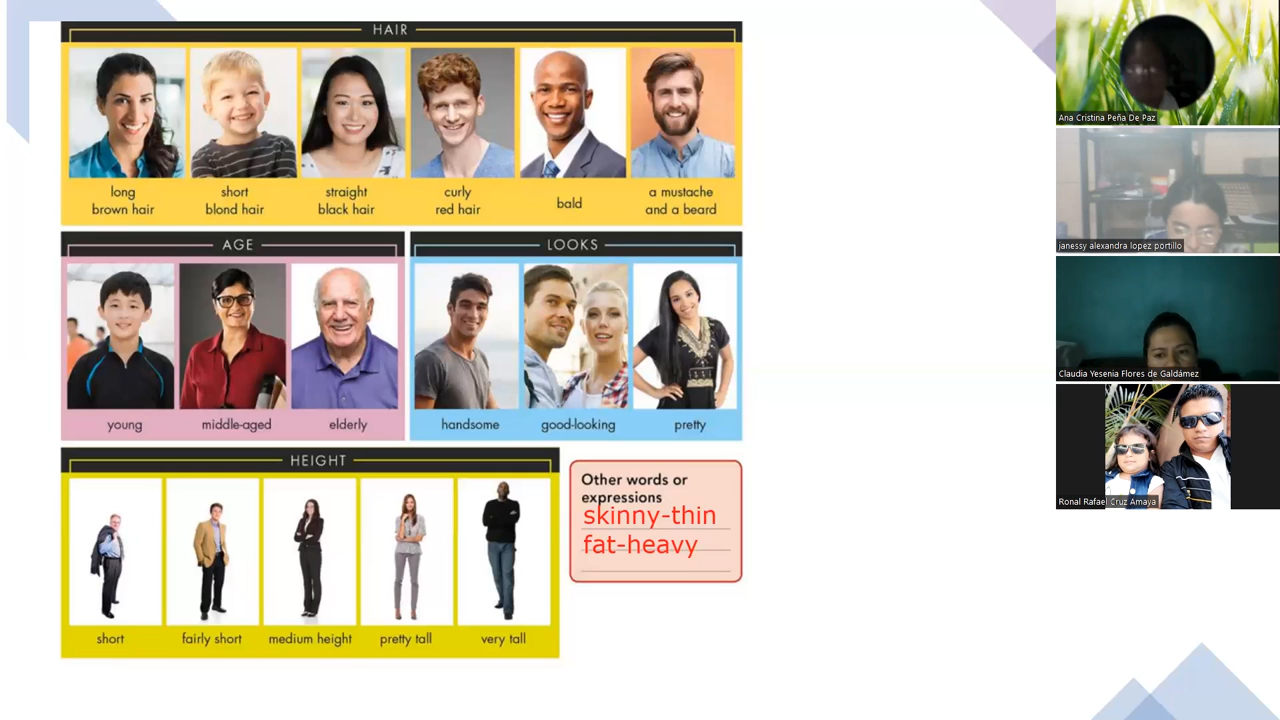 HAIR
long
brown hair
short
blond hair
straight
black hair
curly
red hair
bald
a mustache
and a beard
AGE
young
middle-aged
elderly
LOOKS
handsome
good-looking
pretty
HEIGHT
short
fairly short
medium height
pretty tall
very tall
Other words or
expressions
skinny-thin
fat-heavy
Ana Cristina Peña De Paz
janessy alexandra lopez portillo
Claudia Yesenia Flores de Galdámez
Ronal Rafael Cruz Amaya